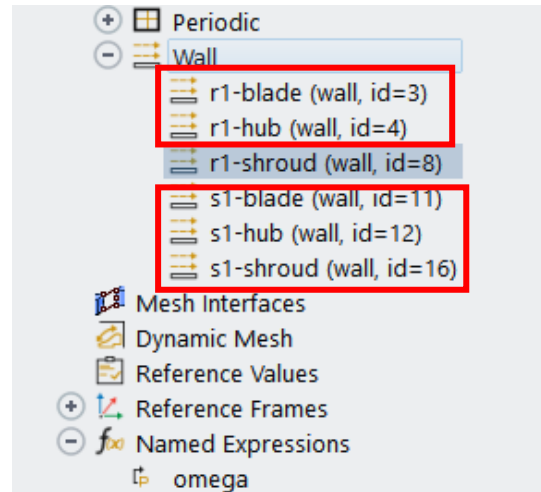 Periodic
Wall
r1-blade (wall, id=3)
r1-hub (wall, id=4)
r1-shroud (wall, id=8)
s1-blade (wall, id=11)
s1-hub (wall, id=12)
s1-shroud (wall, id=16)
Mesh Interfaces
Dynamic Mesh
Reference Values
Reference Frames
Named Expressions
omega